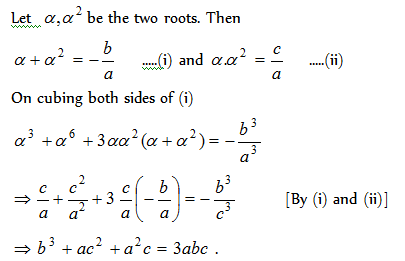 Let α,α² be the two roots. Then
α + α² = -b/a .....(i) and α.α² = c/a .....(ii)
On cubing both sides of (i)
α³ + α⁶ + 3αα²(α + α²) = -b³/a³
⇒ c/a + c²/a² + 3 c/a (-b/a) = -b³/c³ [By (i) and (ii)]
⇒ b³ + ac² + a²c = 3abc .